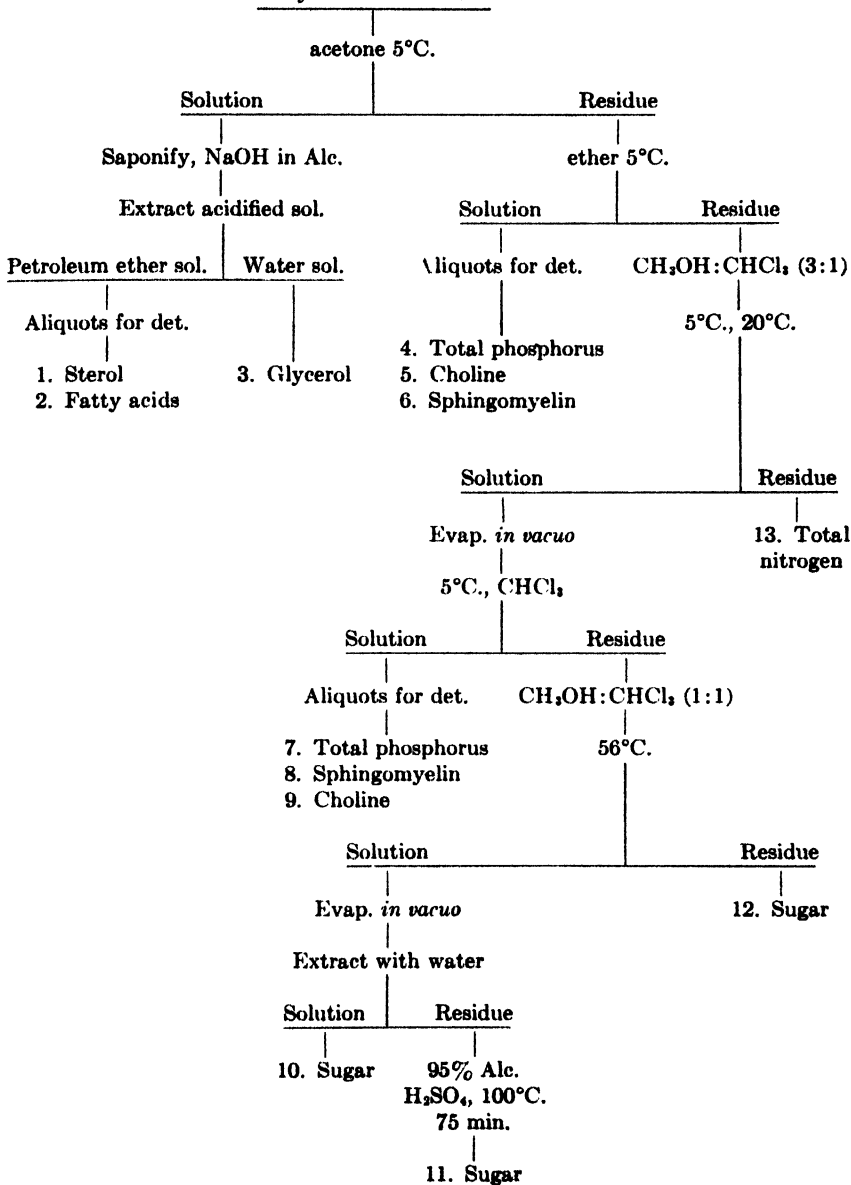 acetone 5°C.
Solution Residue
Saponify, NaOH in Alc. ether 5°C.
Extract acidified sol. Solution Residue
Petroleum ether sol. Water sol. Aliquots for det. CH₃OH:CHCl₃ (3:1)
Aliquots for det. 5°C., 20°C.
1. Sterol 3. Glycerol 4. Total phosphorus
2. Fatty acids 5. Choline
6. Sphingomyelin
Solution Residue
Evap. in vacuo 13. Total
nitrogen
5°C., CHCl₃
Solution Residue
Aliquots for det. CH₃OH:CHCl₃ (1:1)
7. Total phosphorus 56°C.
8. Sphingomyelin
9. Choline
Solution Residue
Evap. in vacuo 12. Sugar
Extract with water
Solution Residue
10. Sugar 95% Alc.
H₂SO₄, 100°C.
75 min.
11. Sugar